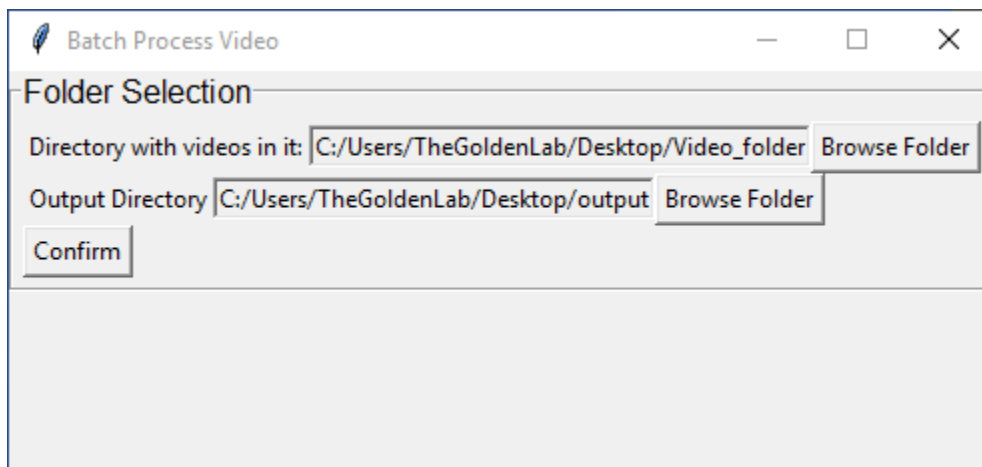 Batch Process Video
Folder Selection
Directory with videos in it: C:/Users/TheGoldenLab/Desktop/Video_folder Browse Folder
Output Directory C:/Users/TheGoldenLab/Desktop/output Browse Folder
Confirm